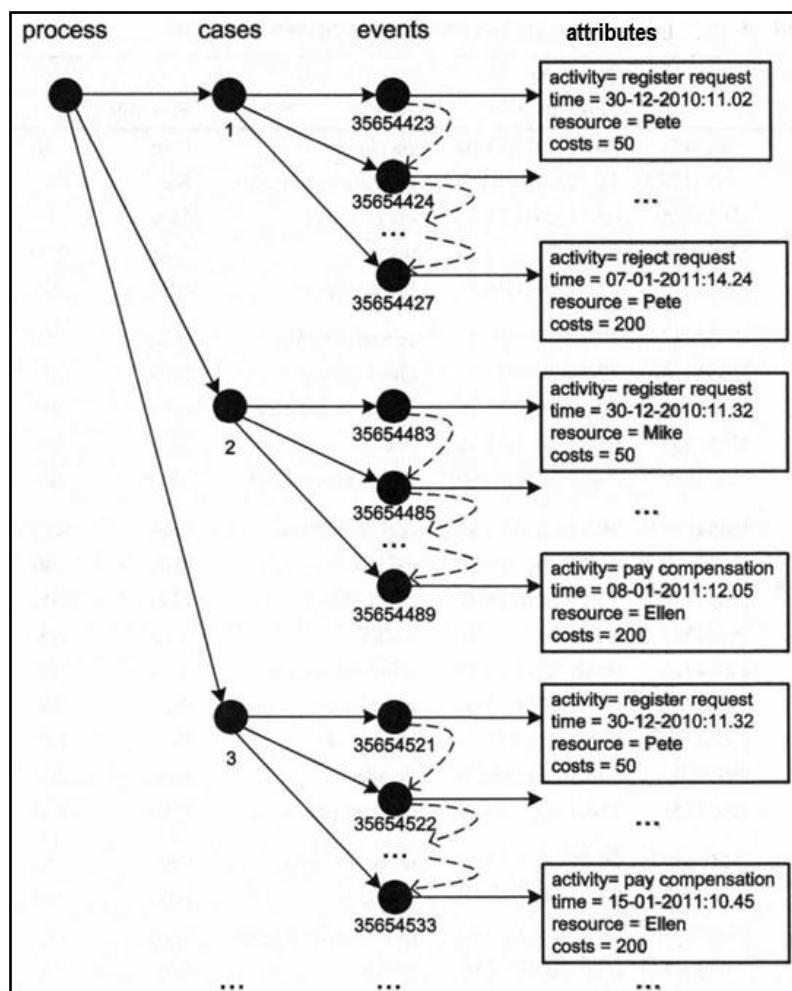 process cases events attributes
...
activity= register request
time = 30-12-2010:11.02
resource = Pete
costs = 50
1
35654423
35654424
...
...
activity= reject request
time = 07-01-2011:14.24
resource = Pete
costs = 200
35654427
activity= register request
time = 30-12-2010:11.32
resource = Mike
costs = 50
2
35654483
35654485
...
...
activity= pay compensation
time = 08-01-2011:12.05
resource = Ellen
costs = 200
35654489
activity= register request
time = 30-12-2010:11.32
resource = Pete
costs = 50
3
35654521
35654522
...
...
activity= pay compensation
time = 15-01-2011:10.45
resource = Ellen
costs = 200
35654533
... ... ...